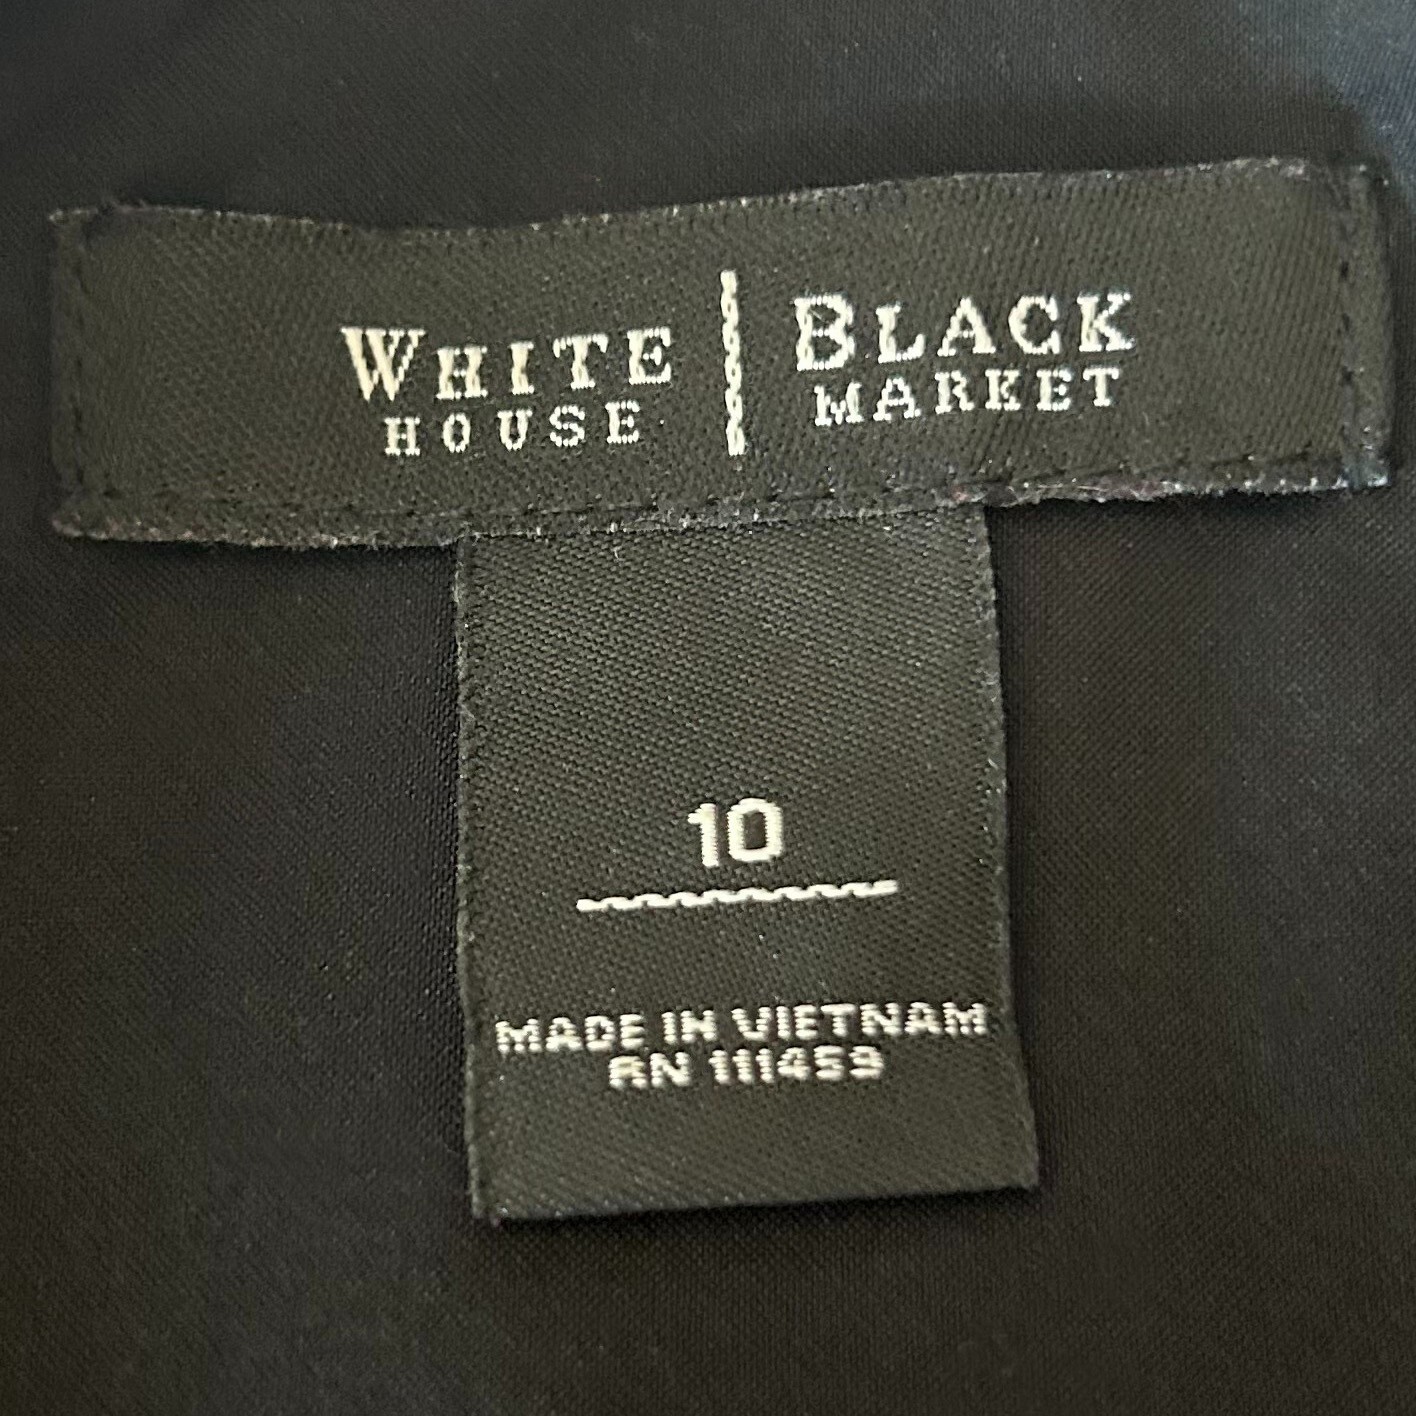 WHITE HOUSE | BLACK MARKET
10
MADE IN VIETNAM
RN 111459